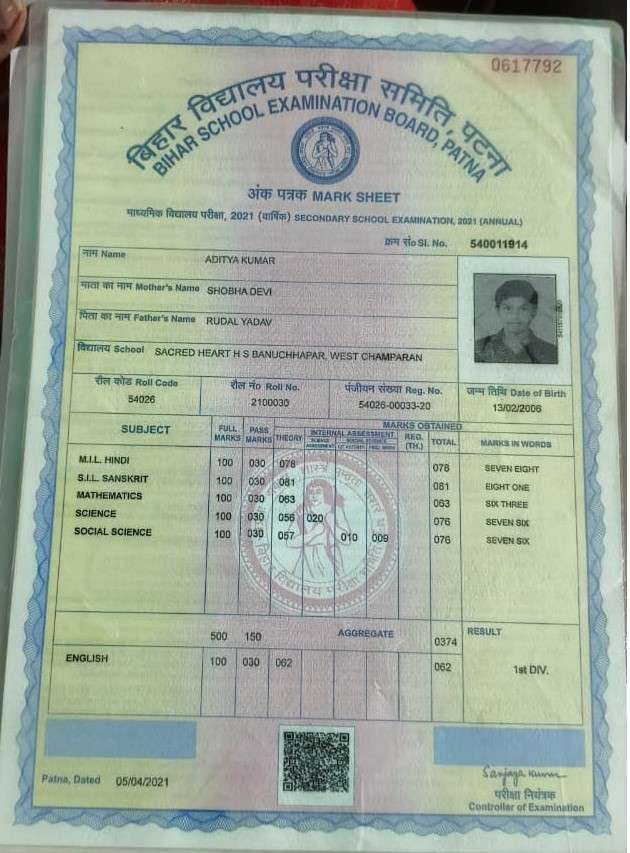 0617792
बिहार विद्यालय परीक्षा समिति, पटना
BIHAR SCHOOL EXAMINATION BOARD, PATNA
अंक पत्रक MARK SHEET
माध्यमिक विद्यालय परीक्षा, 2021 (वार्षिक) SECONDARY SCHOOL EXAMINATION, 2021 (ANNUAL)
क्रम सं० Sl. No. 540011914
नाम Name ADITYA KUMAR
माता का नाम Mother's Name SHOBHA DEVI
पिता का नाम Father's Name RUDAL YADAV
विद्यालय School SACRED HEART H S BANUCHHAPAR, WEST CHAMPARAN
रौल कोड Roll Code रौल नं० Roll No. पंजीयन संख्या Reg. No. जन्म तिथि Date of Birth
54026 2100030 54026-00033-20 13/02/2006
SUBJECT FULL MARKS PASS MARKS THEORY INTERNAL ASSESSMENT REG. (TH.) TOTAL MARKS IN WORDS
MARKS OBTAINED
M.I.L. HINDI 100 030 078 078 SEVEN EIGHT
S.I.L. SANSKRIT 100 030 081 081 EIGHT ONE
MATHEMATICS 100 030 063 063 SIX THREE
SCIENCE 100 030 056 020 076 SEVEN SIX
SOCIAL SCIENCE 100 030 057 010 009 076 SEVEN SIX
500 150 AGGREGATE 0374 RESULT
ENGLISH 100 030 062 062 1st DIV.
Patna, Dated 05/04/2021
Sanjaya Kumar
परीक्षा नियंत्रक
Controller of Examination